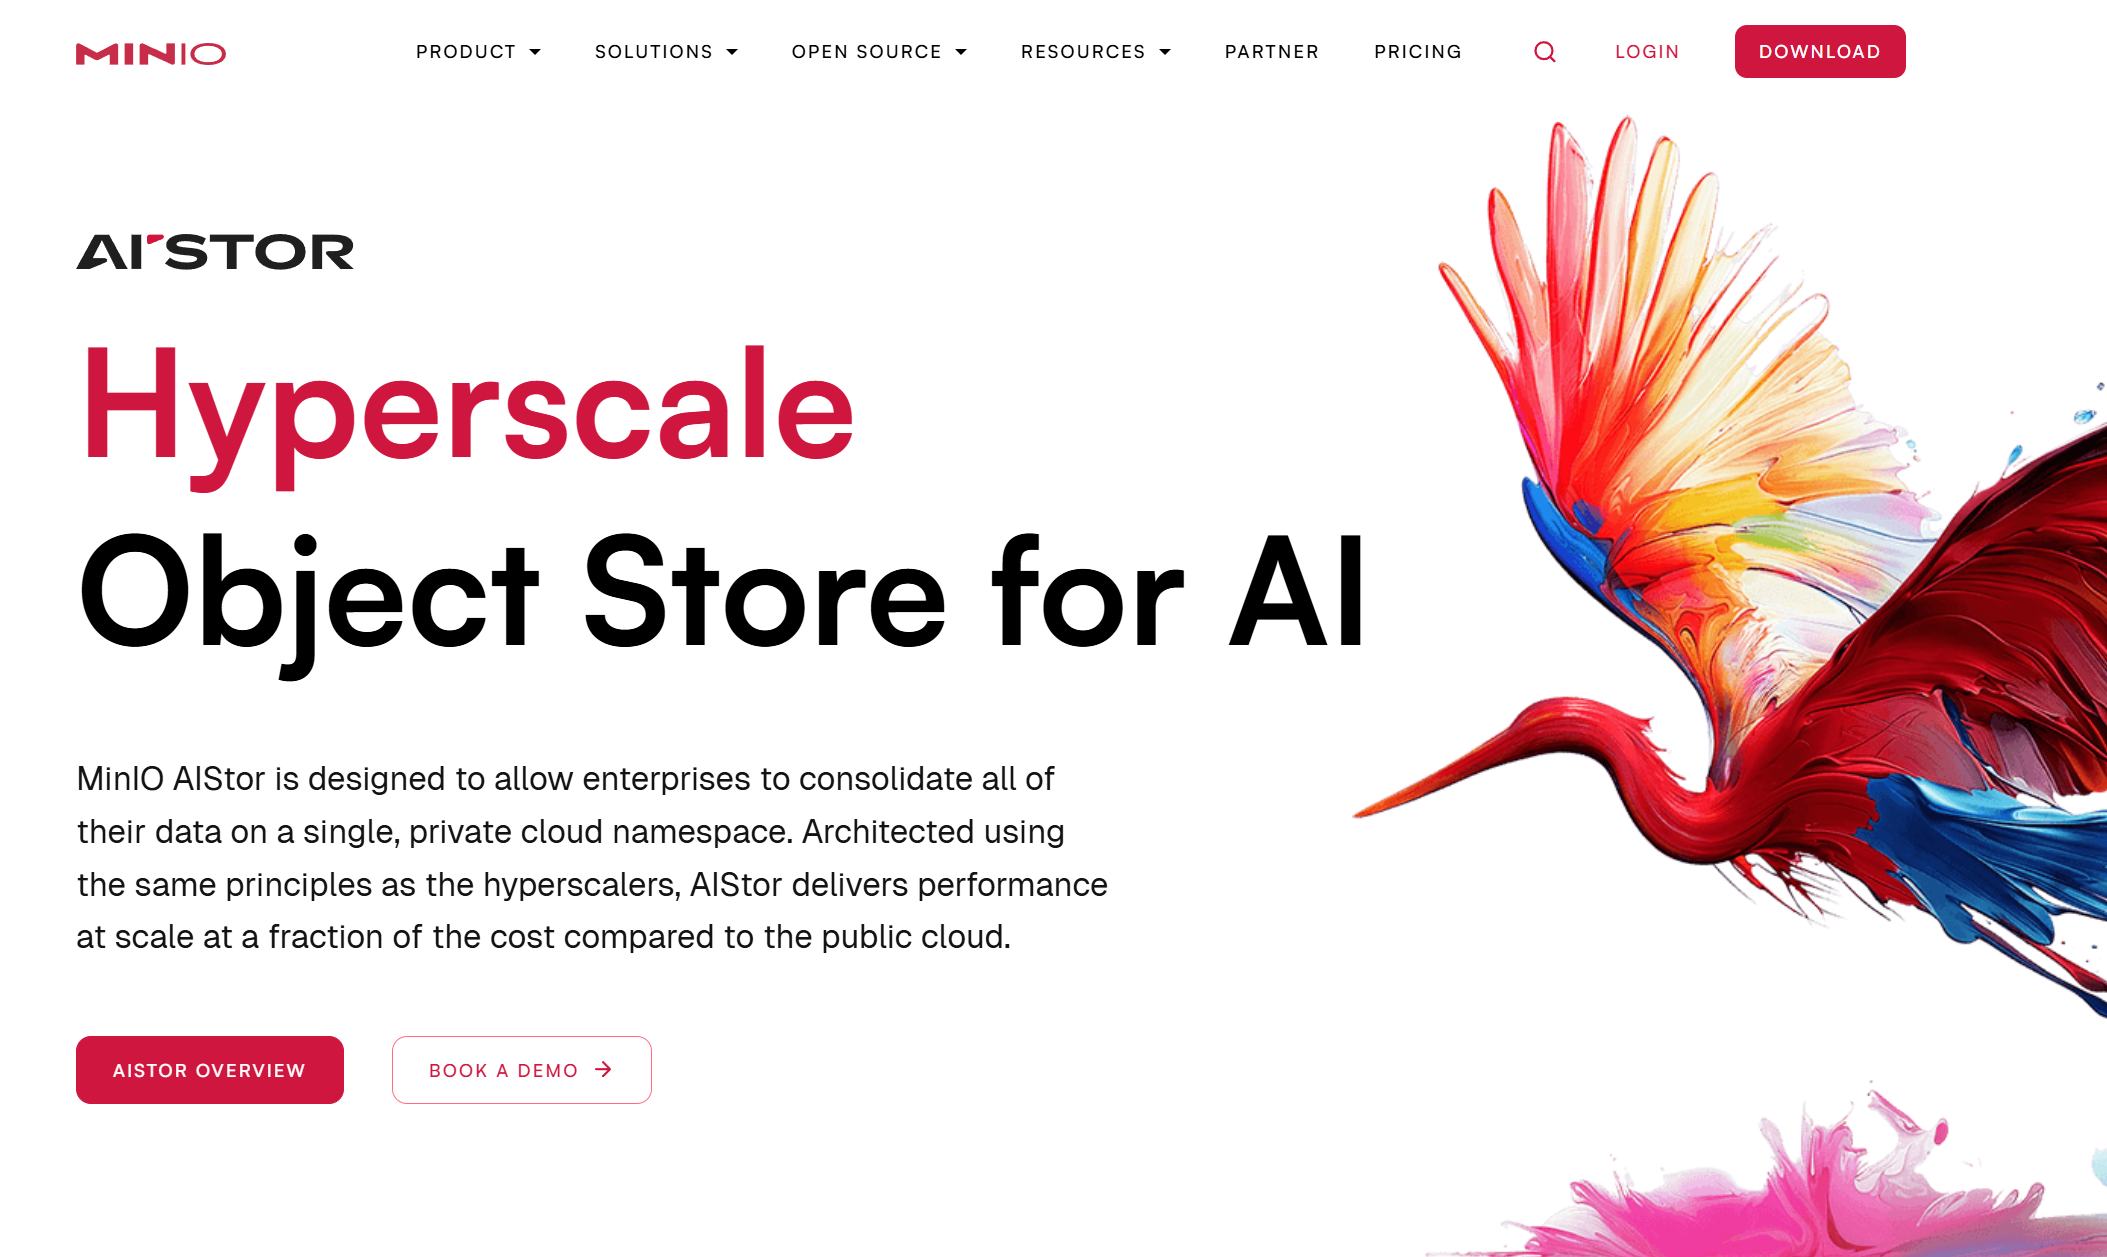 MINIO
PRODUCT
SOLUTIONS
OPEN SOURCE
RESOURCES
PARTNER
PRICING
LOGIN
DOWNLOAD
AISTOR
Hyperscale
Object Store for AI
MinIO AIStor is designed to allow enterprises to consolidate all of
their data on a single, private cloud namespace. Architected using
the same principles as the hyperscalers, AIStor delivers performance
at scale at a fraction of the cost compared to the public cloud.
AISTOR OVERVIEW
BOOK A DEMO →